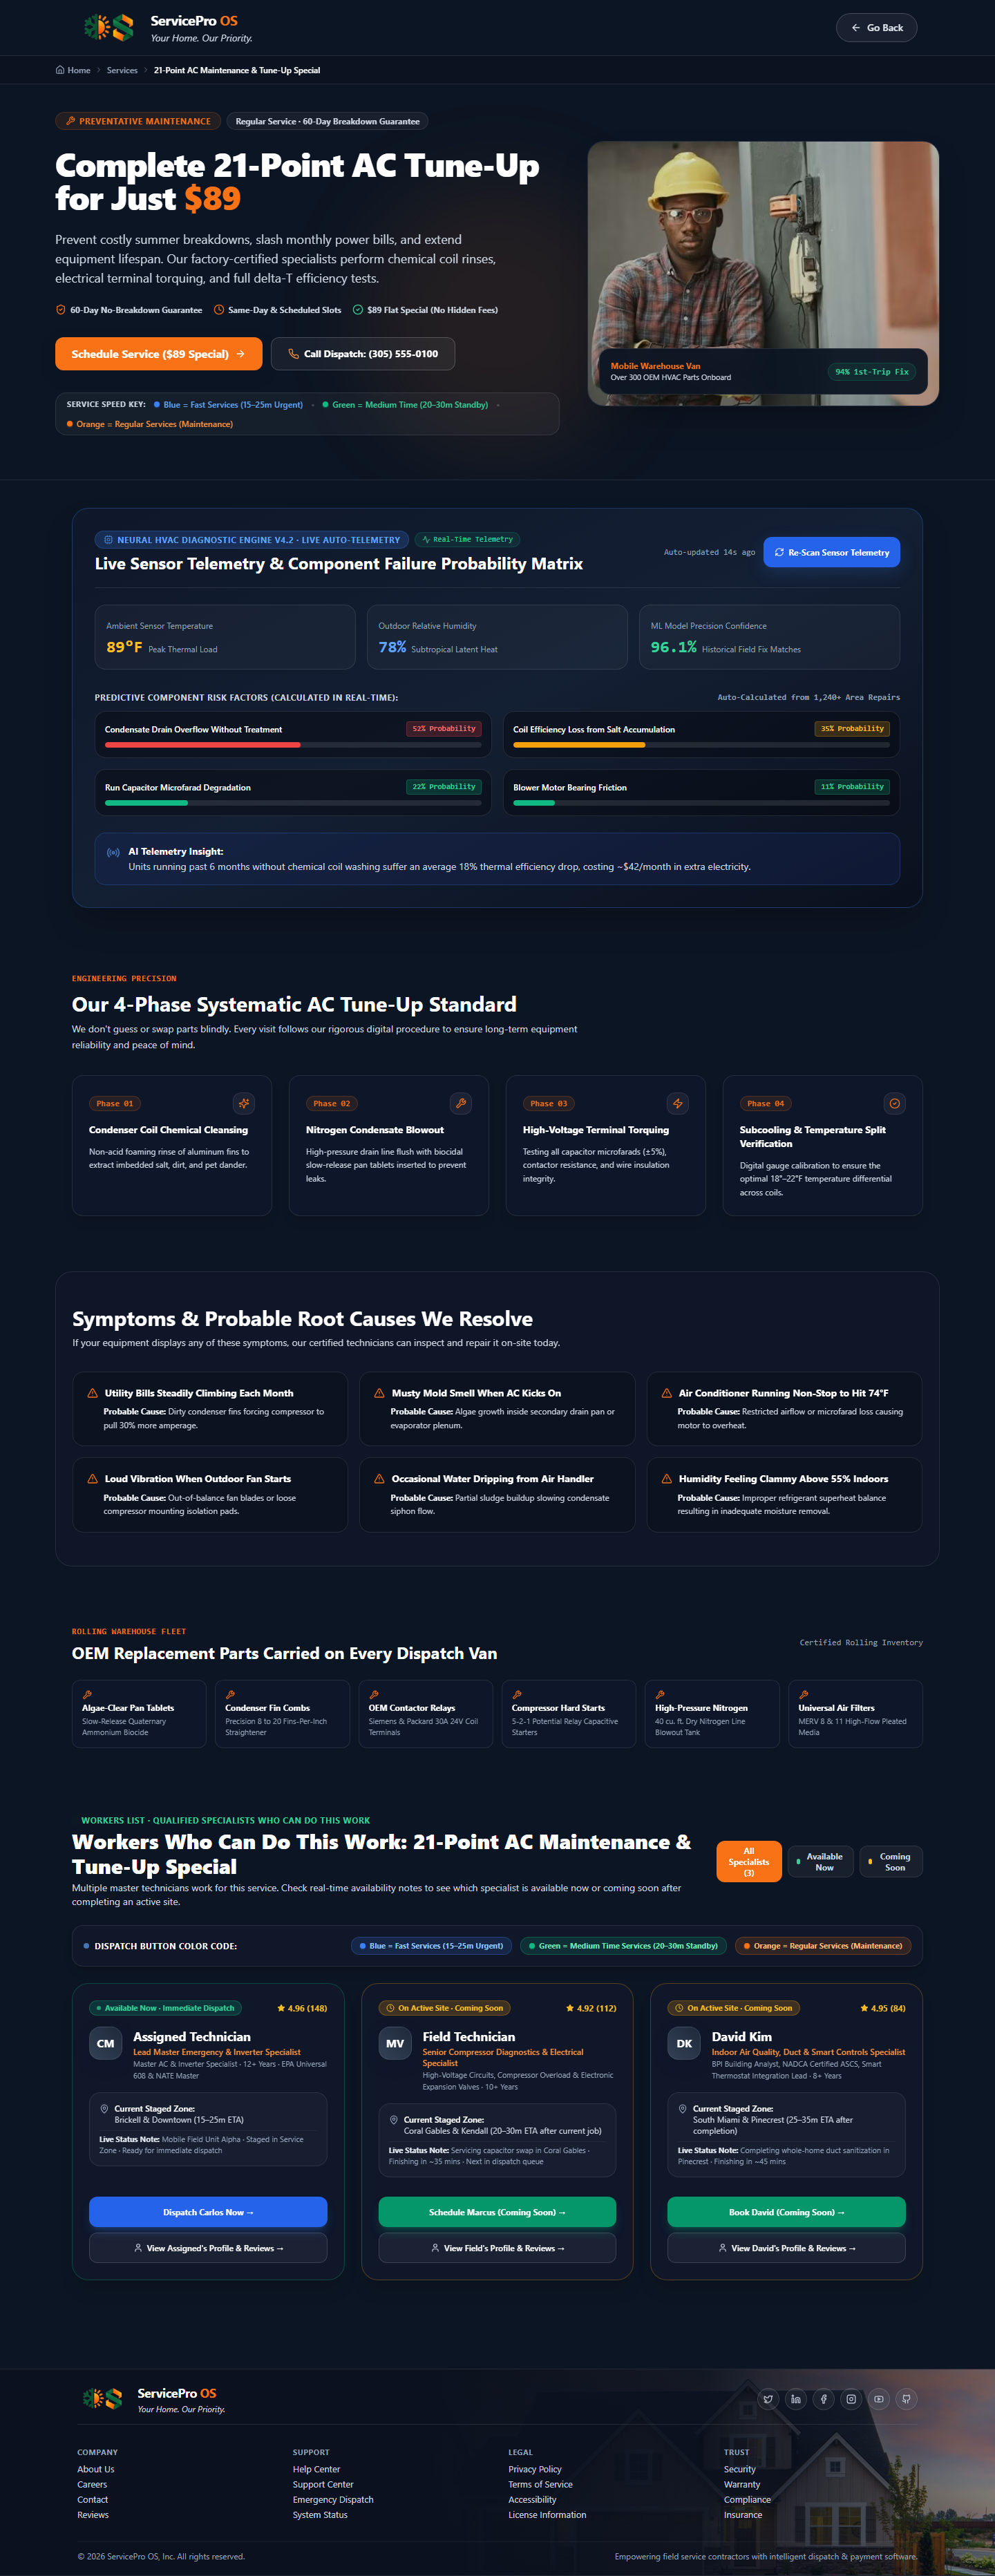 ServicePro OS
Your Home. Our Priority.
Go Back
Home
Services
21-Point AC Maintenance & Tune-Up Special
PREVENTATIVE MAINTENANCE
Regular Service · 60-Day Breakdown Guarantee
Complete 21-Point AC Tune-Up
for Just $89
Prevent costly summer breakdowns, slash monthly power bills, and extend
equipment lifespan. Our factory-certified specialists perform chemical coil rinses,
electrical terminal torquing, and full delta-T efficiency tests.
60-Day No-Breakdown Guarantee
Same-Day & Scheduled Slots
$89 Flat Special (No Hidden Fees)
Schedule Service ($89 Special) →
Call Dispatch: (305) 555-0100
SERVICE SPEED KEY:
Blue = Fast Services (15–25m Urgent) ·
Green = Medium Time (20–30m Standby) ·
Orange = Regular Services (Maintenance)
Mobile Warehouse Van
Over 300 OEM HVAC Parts Onboard
94% 1st-Trip Fix
NEURAL HVAC DIAGNOSTIC ENGINE V4.2 · LIVE AUTO-TELEMETRY
Real-Time Telemetry
Live Sensor Telemetry & Component Failure Probability Matrix
Auto-updated 14s ago
Re-Scan Sensor Telemetry
Ambient Sensor Temperature
89°F Peak Thermal Load
Outdoor Relative Humidity
78% Subtropical Latent Heat
ML Model Precision Confidence
96.1% Historical Field Fix Matches
PREDICTIVE COMPONENT RISK FACTORS (CALCULATED IN REAL-TIME):
Auto-Calculated from 1,240+ Area Repairs
Condensate Drain Overflow Without Treatment
52% Probability
Coil Efficiency Loss from Salt Accumulation
35% Probability
Run Capacitor Microfarad Degradation
22% Probability
Blower Motor Bearing Friction
11% Probability
AI Telemetry Insight:
Units running past 6 months without chemical coil washing suffer an average 18% thermal efficiency drop, costing ~$42/month in extra electricity.
ENGINEERING PRECISION
Our 4-Phase Systematic AC Tune-Up Standard
We don't guess or swap parts blindly. Every visit follows our rigorous digital procedure to ensure long-term equipment
reliability and peace of mind.
Phase 01
Condenser Coil Chemical Cleansing
Non-acid foaming rinse of aluminum fins to
extract imbedded salt, dirt, and pet dander.
Phase 02
Nitrogen Condensate Blowout
High-pressure drain line flush with biocidal
slow-release pan tablets inserted to prevent
leaks.
Phase 03
High-Voltage Terminal Torquing
Testing all capacitor microfarads (±5%),
contactor resistance, and wire insulation
integrity.
Phase 04
Subcooling & Temperature Split
Verification
Digital gauge calibration to ensure the
optimal 18°–22°F temperature differential
across coils.
Symptoms & Probable Root Causes We Resolve
If your equipment displays any of these symptoms, our certified technicians can inspect and repair it on-site today.
Utility Bills Steadily Climbing Each Month
Probable Cause: Dirty condenser fins forcing compressor to
pull 30% more amperage.
Musty Mold Smell When AC Kicks On
Probable Cause: Algae growth inside secondary drain pan or
evaporator plenum.
Air Conditioner Running Non-Stop to Hit 74°F
Probable Cause: Restricted airflow or microfarad loss causing
motor to overheat.
Loud Vibration When Outdoor Fan Starts
Probable Cause: Out-of-balance fan blades or loose
compressor mounting isolation pads.
Occasional Water Dripping from Air Handler
Probable Cause: Partial sludge buildup slowing condensate
siphon flow.
Humidity Feeling Clammy Above 55% Indoors
Probable Cause: Improper refrigerant superheat balance
resulting in inadequate moisture removal.
ROLLING WAREHOUSE FLEET
OEM Replacement Parts Carried on Every Dispatch Van
Certified Rolling Inventory
Algae-Clear Pan Tablets
Slow-Release Quaternary
Ammonium Biocide
Condenser Fin Combs
Precision 8 to 20 Fins-Per-Inch
Straightener
OEM Contactor Relays
Siemens & Packard 30A 24V Coil
Terminals
Compressor Hard Starts
5-2-1 Potential Relay Capacitive
Starters
High-Pressure Nitrogen
40 cu. ft. Dry Nitrogen Line
Blowout Tank
Universal Air Filters
MERV 8 & 11 High-Flow Pleated
Media
WORKERS LIST · QUALIFIED SPECIALISTS WHO CAN DO THIS WORK
Workers Who Can Do This Work: 21-Point AC Maintenance &
Tune-Up Special
Multiple master technicians work for this service. Check real-time availability notes to see which specialist is available now or coming soon after
completing an active site.
All
Specialists
(3)
Available
Now
Coming
Soon
DISPATCH BUTTON COLOR CODE:
Blue = Fast Services (15–25m Urgent)
Green = Medium Time Services (20–30m Standby)
Orange = Regular Services (Maintenance)
Available Now · Immediate Dispatch
4.96 (148)
CM
Assigned Technician
Lead Master Emergency & Inverter Specialist
Master AC & Inverter Specialist · 12+ Years · EPA Universal
608 & NATE Master
Current Staged Zone:
Brickell & Downtown (15–25m ETA)
Live Status Note: Mobile Field Unit Alpha · Staged in Service
Zone · Ready for immediate dispatch
Dispatch Carlos Now →
View Assigned's Profile & Reviews →
On Active Site · Coming Soon
4.92 (112)
MV
Field Technician
Senior Compressor Diagnostics & Electrical
Specialist
High-Voltage Circuits, Compressor Overload & Electronic
Expansion Valves · 10+ Years
Current Staged Zone:
Coral Gables & Kendall (20–30m ETA after current job)
Live Status Note: Servicing capacitor swap in Coral Gables ·
Finishing in ~35 mins · Next in dispatch queue
Schedule Marcus (Coming Soon) →
View Field's Profile & Reviews →
On Active Site · Coming Soon
4.95 (84)
DK
David Kim
Indoor Air Quality, Duct & Smart Controls Specialist
BPI Building Analyst, NADCA Certified ASCS, Smart
Thermostat Integration Lead · 8+ Years
Current Staged Zone:
South Miami & Pinecrest (25–35m ETA after
completion)
Live Status Note: Completing whole-home duct sanitization in
Pinecrest · Finishing in ~45 mins
Book David (Coming Soon) →
View David's Profile & Reviews →
ServicePro OS
Your Home. Our Priority.
COMPANY
About Us
Careers
Contact
Reviews
SUPPORT
Help Center
Support Center
Emergency Dispatch
System Status
LEGAL
Privacy Policy
Terms of Service
Accessibility
License Information
TRUST
Security
Warranty
Compliance
Insurance
© 2026 ServicePro OS, Inc. All rights reserved.
Empowering field service contractors with intelligent dispatch & payment software.